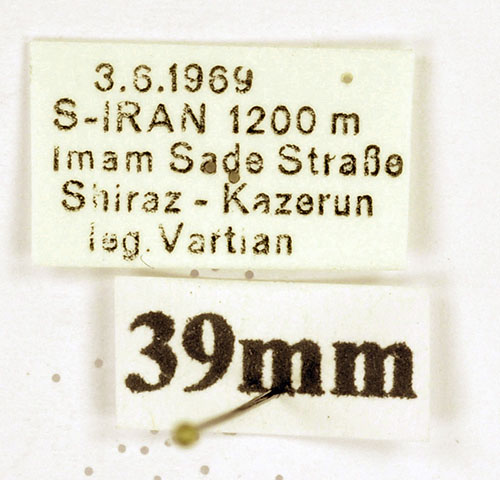 3.6.1969
S-IRAN 1200 m
Imam Sade Straße
Shiraz - Kazerun
leg. Vartian
39mm